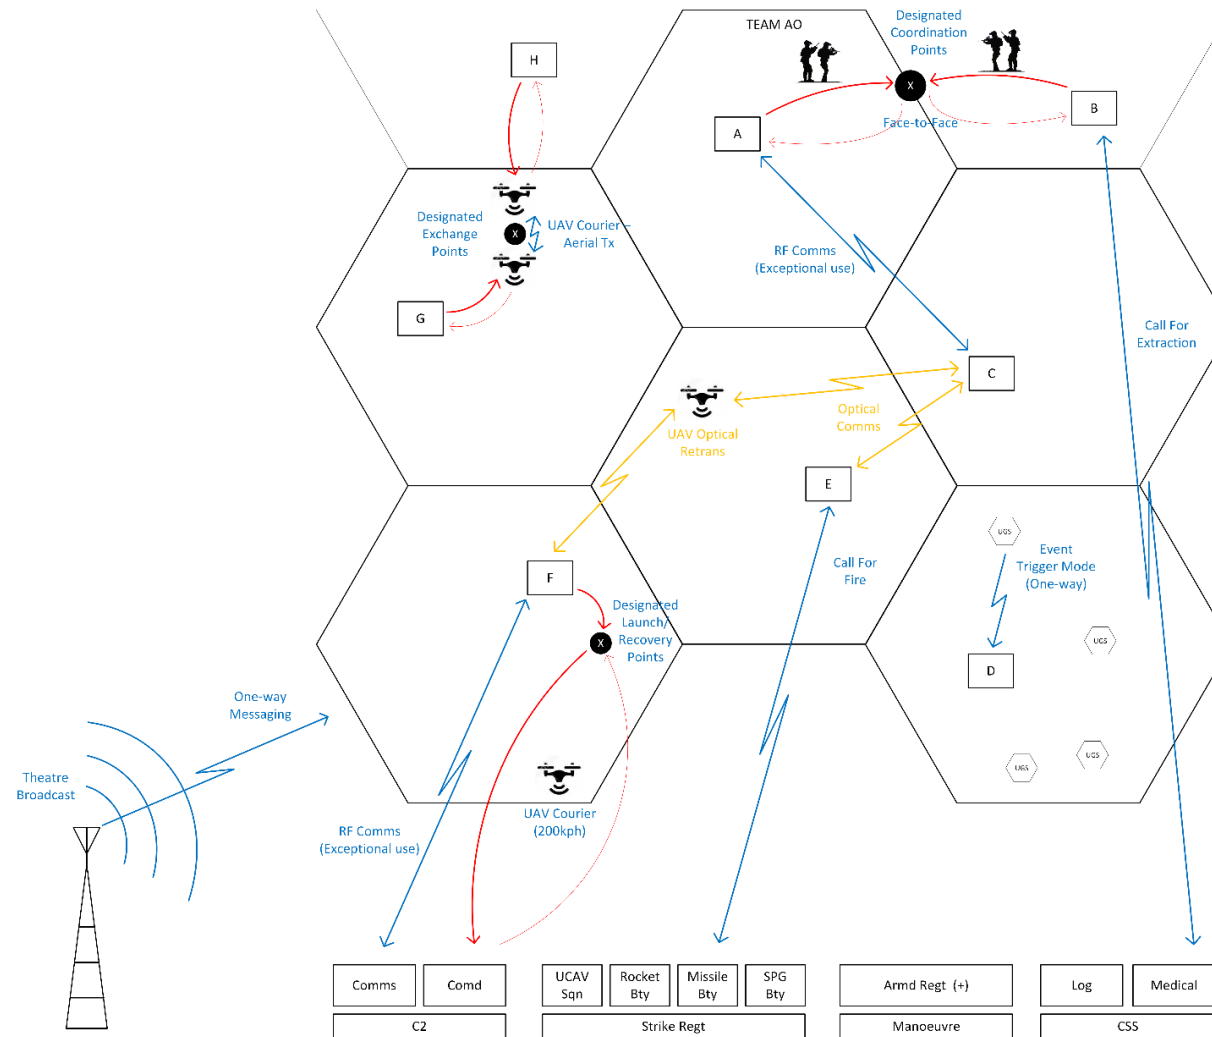 TEAM AO
Designated
Coordination
Points
H
X
A
B
Face-to-Face
Designated
Exchange
Points
X
UAV Courier –
Aerial Tx
G
RF Comms
(Exceptional use)
Call For
Extraction
C
UAV Optical
Retrans
Optical
Comms
E
UGS
Event
Trigger Mode
(One-way)
F
Call For
Fire
Designated
Launch/
Recovery
Points
X
UGS
D
One-way
Messaging
UGS
UGS
Theatre
Broadcast
UAV Courier
(200kph)
RF Comms
(Exceptional use)
Comms
Comd
UCAV
Sqn
Rocket
Bty
Missile
Bty
SPG
Bty
Armd Regt (+)
Log
Medical
C2
Strike Regt
Manoeuvre
CSS